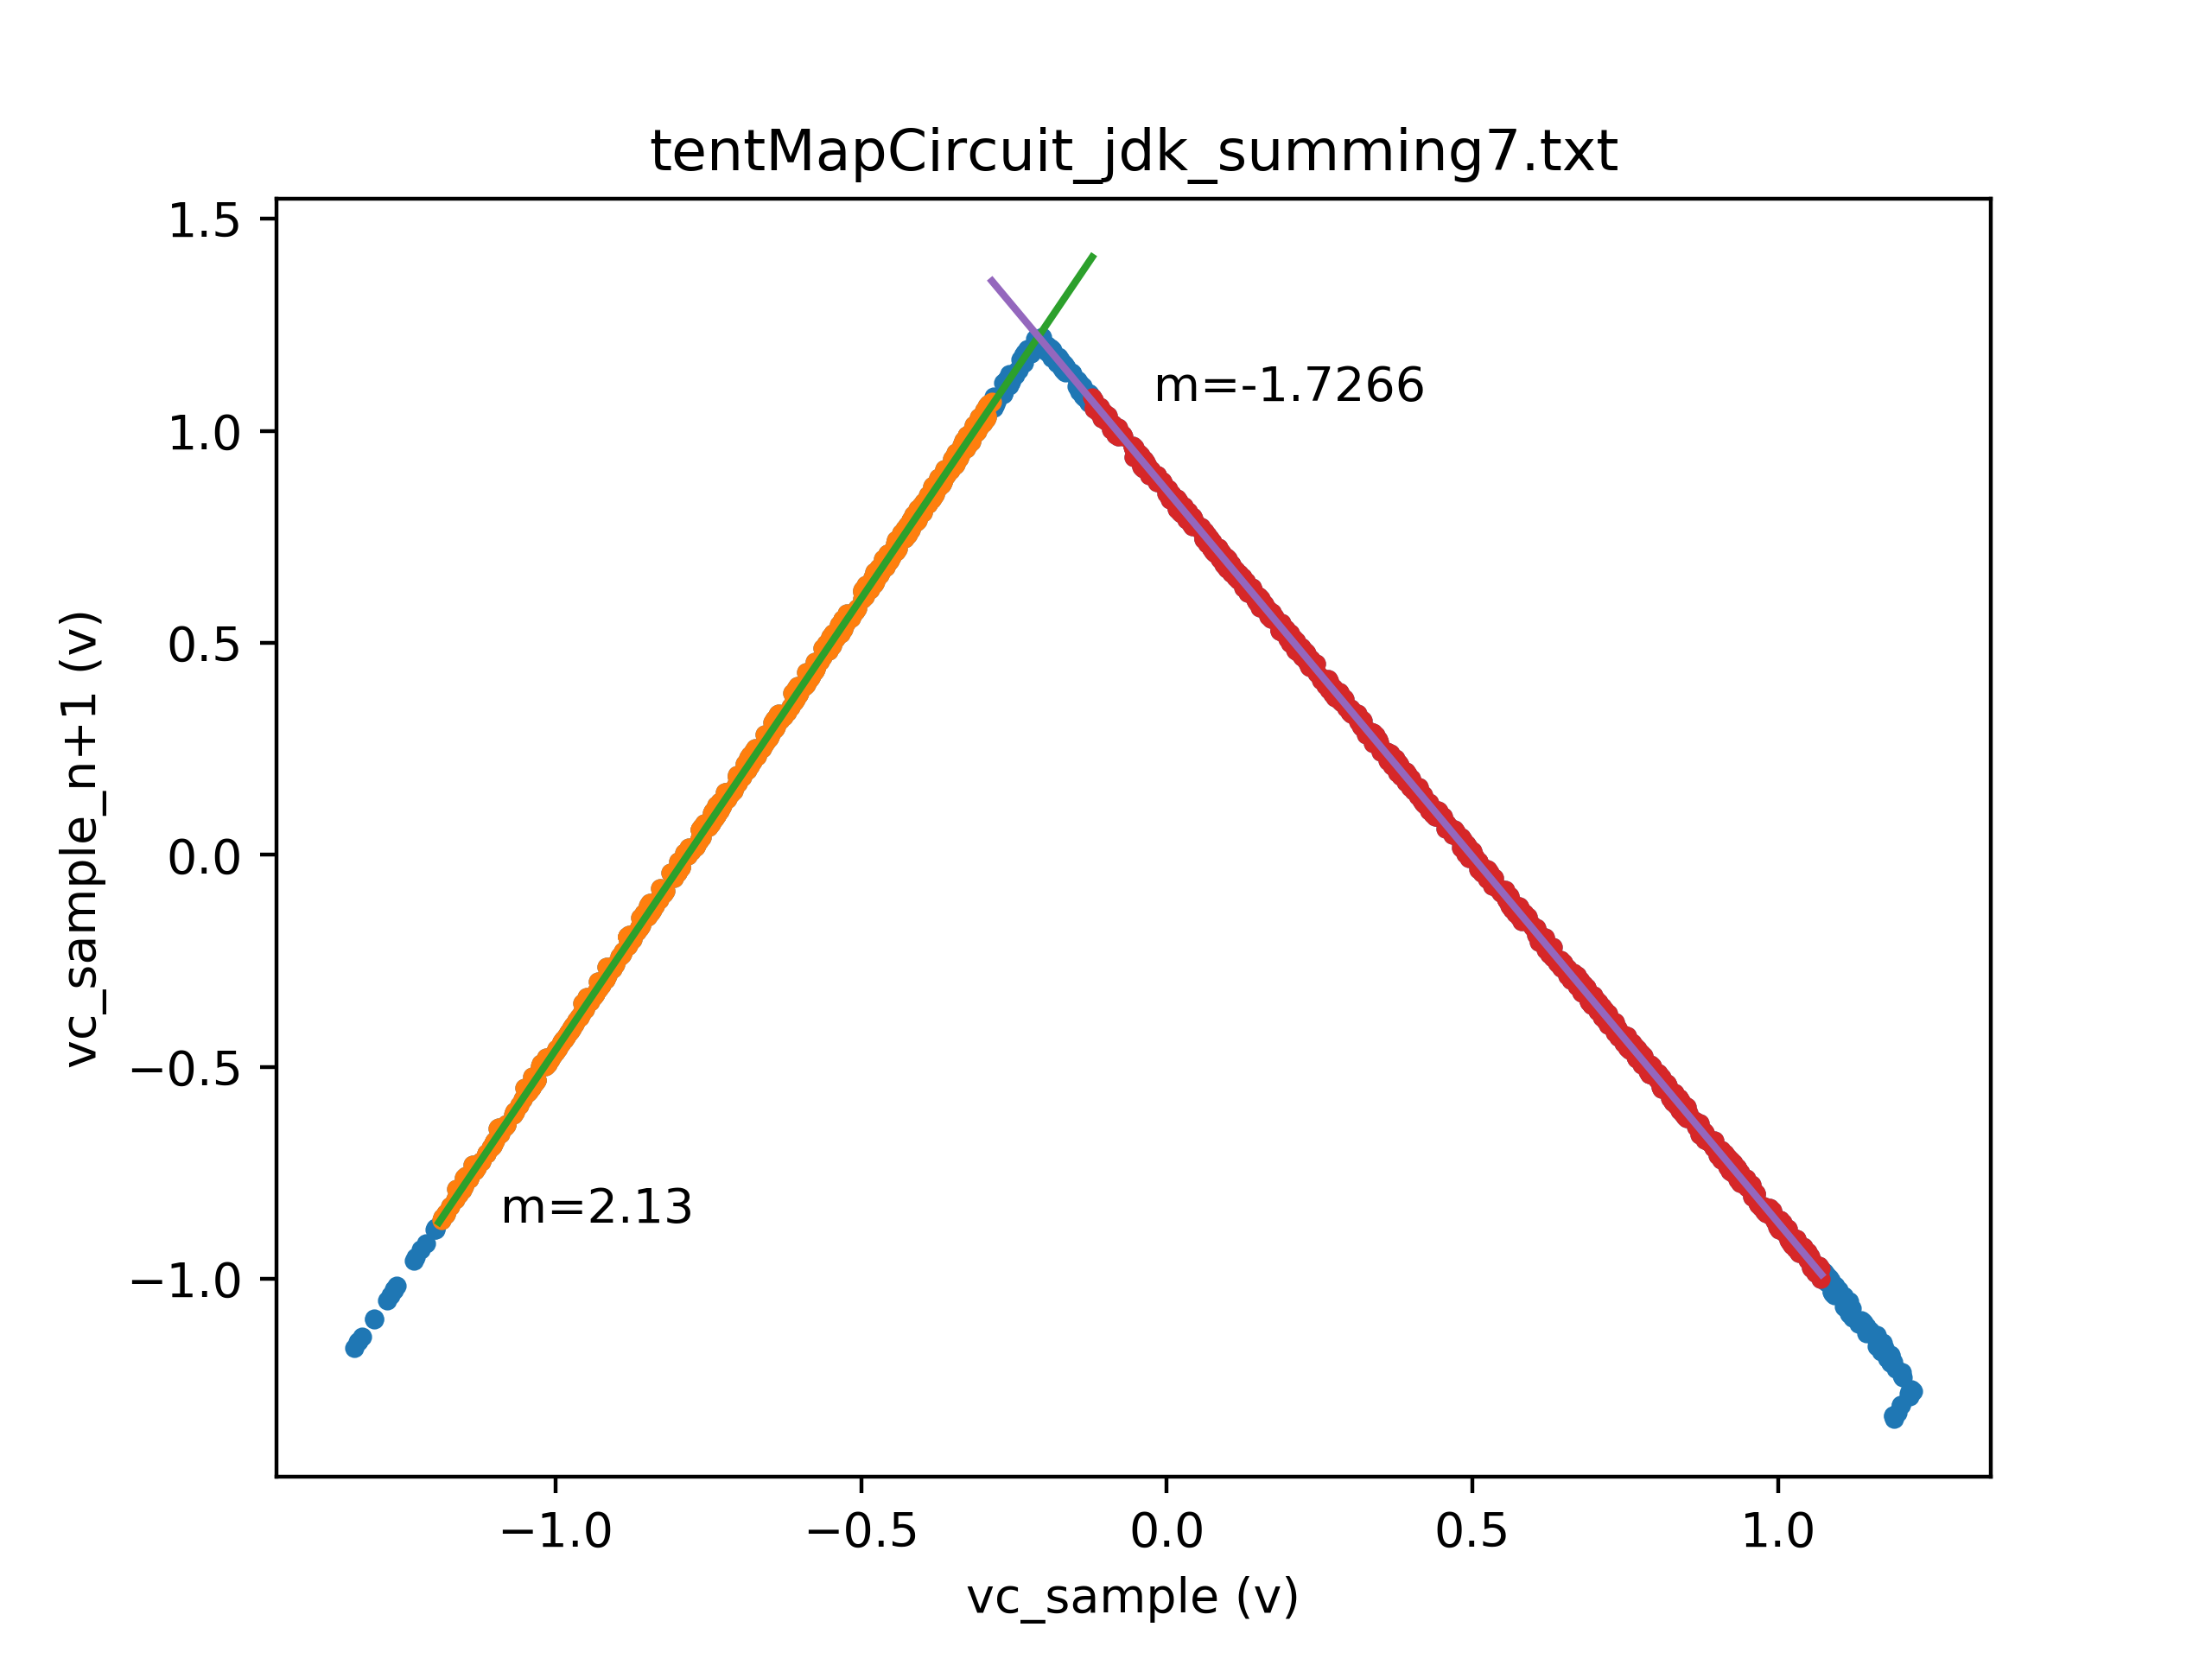 tentMapCircuit_jdk_summing7.txt
1.5
1.0
0.5
0.0
−0.5
−1.0
vc_sample_n+1 (v)
m=-1.7266
m=2.13
−1.0 −0.5 0.0 0.5 1.0
vc_sample (v)